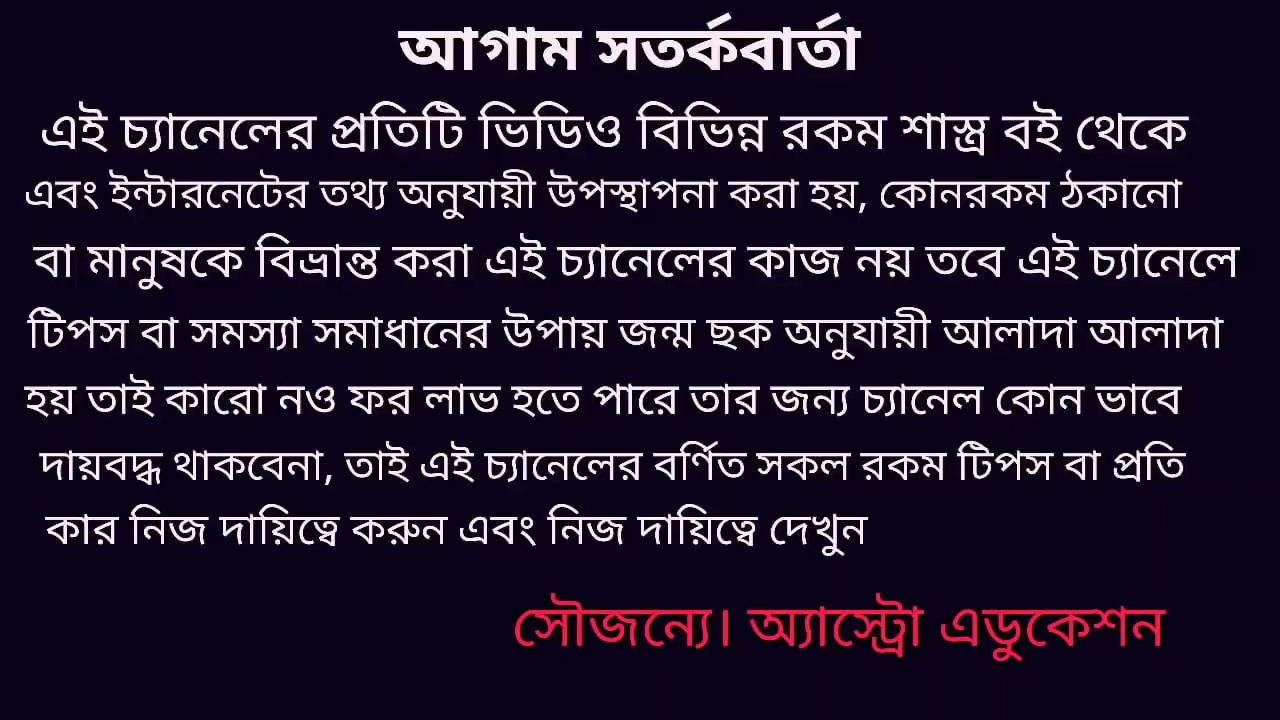 আগাম সতর্কবার্তা
এই চ্যানেলের প্রতিটি ভিডিও বিভিন্ন রকম শাস্ত্র বই থেকে
এবং ইন্টারনেটের তথ্য অনুযায়ী উপস্থাপনা করা হয়, কোনরকম ঠকানো
বা মানুষকে বিভ্রান্ত করা এই চ্যানেলের কাজ নয় তবে এই চ্যানেলে
টিপস বা সমস্যা সমাধানের উপায় জন্ম ছক অনুযায়ী আলাদা আলাদা
হয় তাই কারো নও ফর লাভ হতে পারে তার জন্য চ্যানেল কোন ভাবে
দায়বদ্ধ থাকবেনা, তাই এই চ্যানেলের বর্ণিত সকল রকম টিপস বা প্রতি
কার নিজ দায়িত্বে করুন এবং নিজ দায়িত্বে দেখুন
সৌজন্যে। অ্যাস্ট্রো এডুকেশন